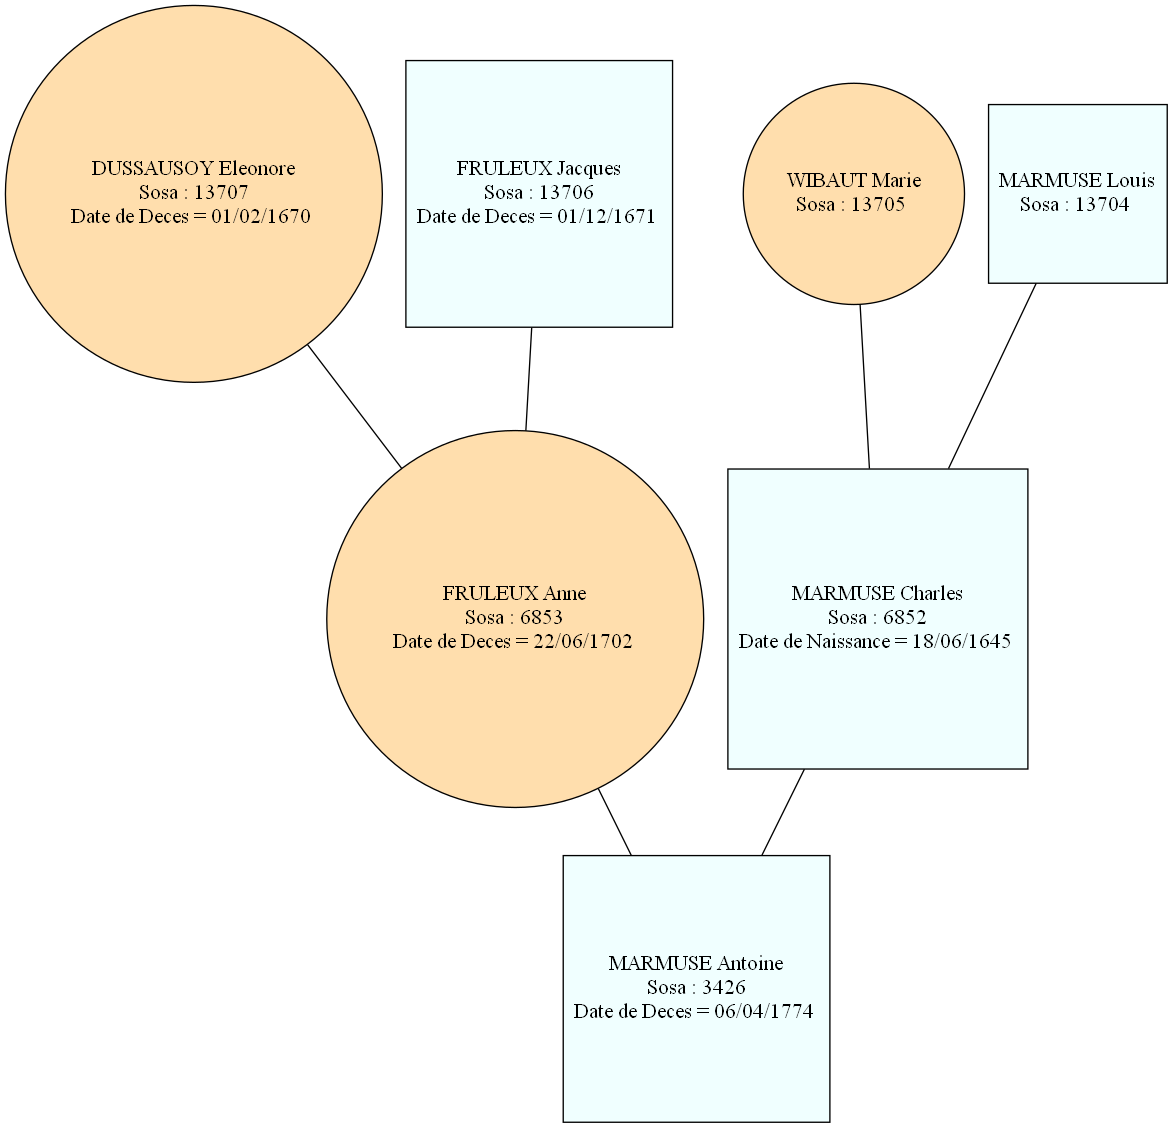 DUSSAUSOY Eleonore
Sosa : 13707
Date de Deces = 01/02/1670
FRULEUX Jacques
Sosa : 13706
Date de Deces = 01/12/1671
WIBAUT Marie
Sosa : 13705
MARMUSE Louis
Sosa : 13704
FRULEUX Anne
Sosa : 6853
Date de Deces = 22/06/1702
MARMUSE Charles
Sosa : 6852
Date de Naissance = 18/06/1645
MARMUSE Antoine
Sosa : 3426
Date de Deces = 06/04/1774